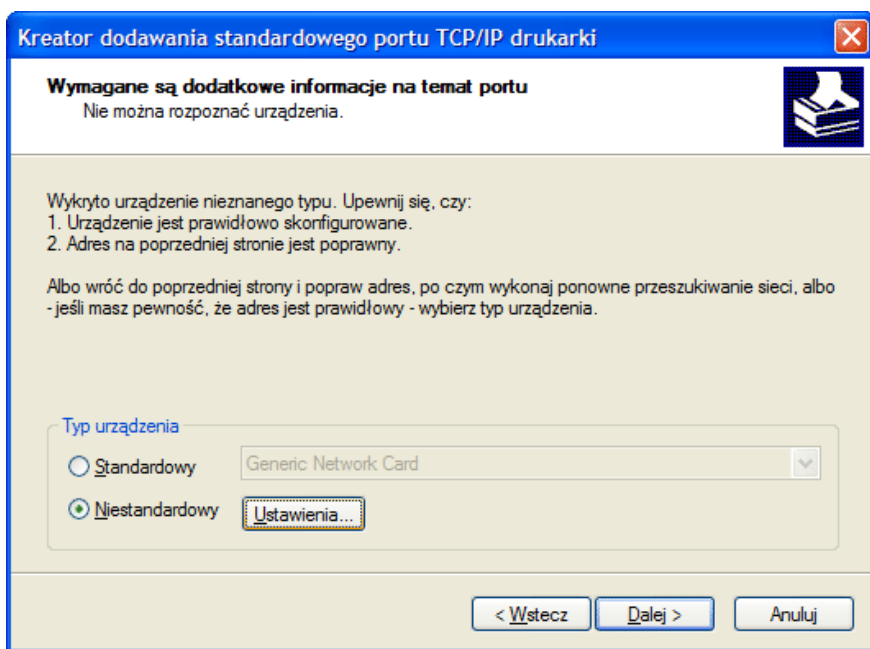 Kreator dodawania standardowego portu TCP/IP drukarki
Wymagane są dodatkowe informacje na temat portu
Nie można rozpoznać urządzenia.
Wykryto urządzenie nieznanego typu. Upewnij się, czy:
1. Urządzenie jest prawidłowo skonfigurowane.
2. Adres na poprzedniej stronie jest poprawny.
Albo wróć do poprzedniej strony i popraw adres, po czym wykonaj ponowne przeszukiwanie sieci, albo
- jeśli masz pewność, że adres jest prawidłowy - wybierz typ urządzenia.
Typ urządzenia
Standardowy
Generic Network Card
Niestandardowy
Ustawienia...
< Wstecz
Dalej >
Anuluj